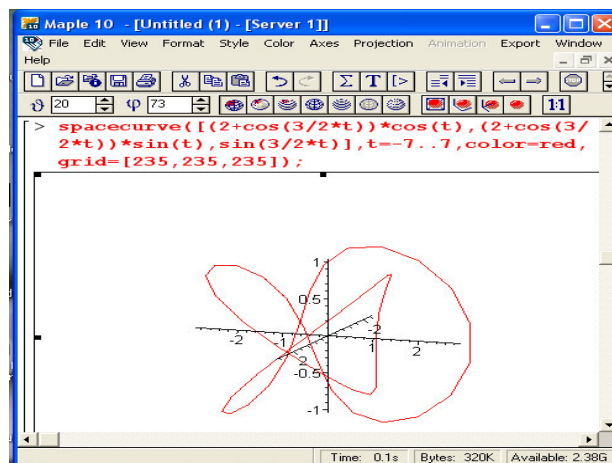 Maple 10 - [Untitled (1) - [Server 1]]
File Edit View Format Style Color Axes Projection Animation Export Window
Help
Σ T [>
ϑ 20 φ 73 1:1
[ > spacecurve([(2+cos(3/2*t))*cos(t),(2+cos(3/
2*t))*sin(t),sin(3/2*t)],t=-7..7,color=red,
grid=[235,235,235]);
1
0.5
-2 -1 -2
2 1 2
-0.5
-1
Time: 0.1s Bytes: 320K Available: 2.38G